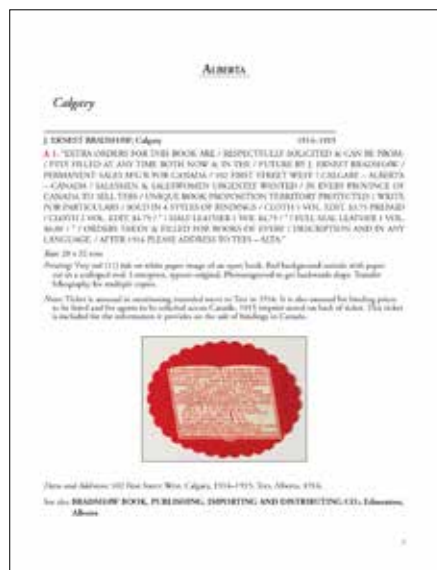 ALBERTA
Calgary
J. ERNEST BRADSHAW, Calgary 1914–1915
A 1. "EXTRA ORDERS FOR THIS BOOK ARE / RESPECTFULLY SOLICITED & CAN BE PROM-
/ PTLY FILLED AT ANY TIME BOTH NOW & IN THE / FUTURE BY J. ERNEST BRADSHAW /
PERMANENT SALES MFG'R FOR CANADA / 102 FIRST STREET WEST / CALGARY – ALBERTA
– CANADA / SALESMEN & SALESWOMEN URGENTLY WANTED / IN EVERY PROVINCE OF
CANADA TO SELL THIS / UNIQUE BOOK PROPOSITION TERRITORY PROTECTED / WRITE
FOR PARTICULARS / SOLD IN 4 STYLES OF BINDINGS / CLOTH 1 VOL. EDIT. $3.75 PREPAID
/ CLOTH 2 VOL. EDIT. $4.75 / " / HALF LEATHER 1 VOL. $4.75 / " / FULL SEAL LEATHER 1 VOL.
/ " / ORDERS TAKEN & FILLED FOR BOOKS OF EVERY / DESCRIPTION AND IN ANY
LANGUAGE. / AFTER 1916 PLEASE ADDRESS TO TEES – ALTA."
Size: 28 x 32 mm
Printing: Very red (11) ink on white paper image of an open book. Red background outside with paper
cut in a scalloped oval. Letterpress, typeset original. Photoengraved to get backwards slope. Transfer
lithography for multiple copies.
Note: Ticket is unusual in mentioning intended move to Tees in 1916. It is also unusual for binding prices
to be listed and for agents to be solicited across Canada. 1915 imprint noted on back of ticket. This ticket
is included for the information it provides on the sale of bindings in Canada.
Dates and Addresses: 102 First Street West, Calgary, 1914–1915; Tees, Alberta, 1916.
See also BRADSHAW BOOK, PUBLISHING, IMPORTING AND DISTRIBUTING CO., Edmonton,
Alberta